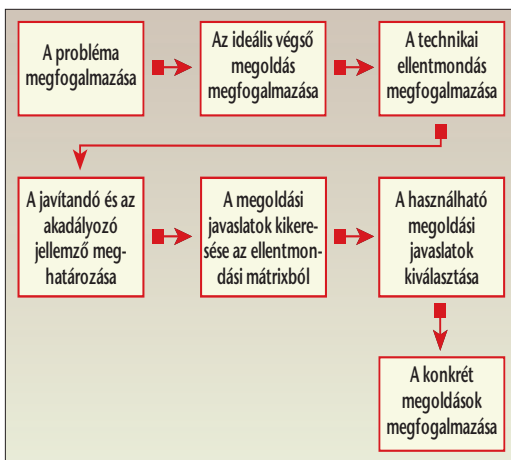 A probléma
megfogalmazása
Az ideális végső
megoldás
megfogalmazása
A technikai
ellentmondás
megfogalmazása
A javítandó és az
akadályozó
jellemző meg-
határozása
A megoldási
javaslatok kikere-
sése az ellentmon-
dási mátrixból
A használható
megoldási
javaslatok
kiválasztása
A konkrét
megoldások
megfogalmazása